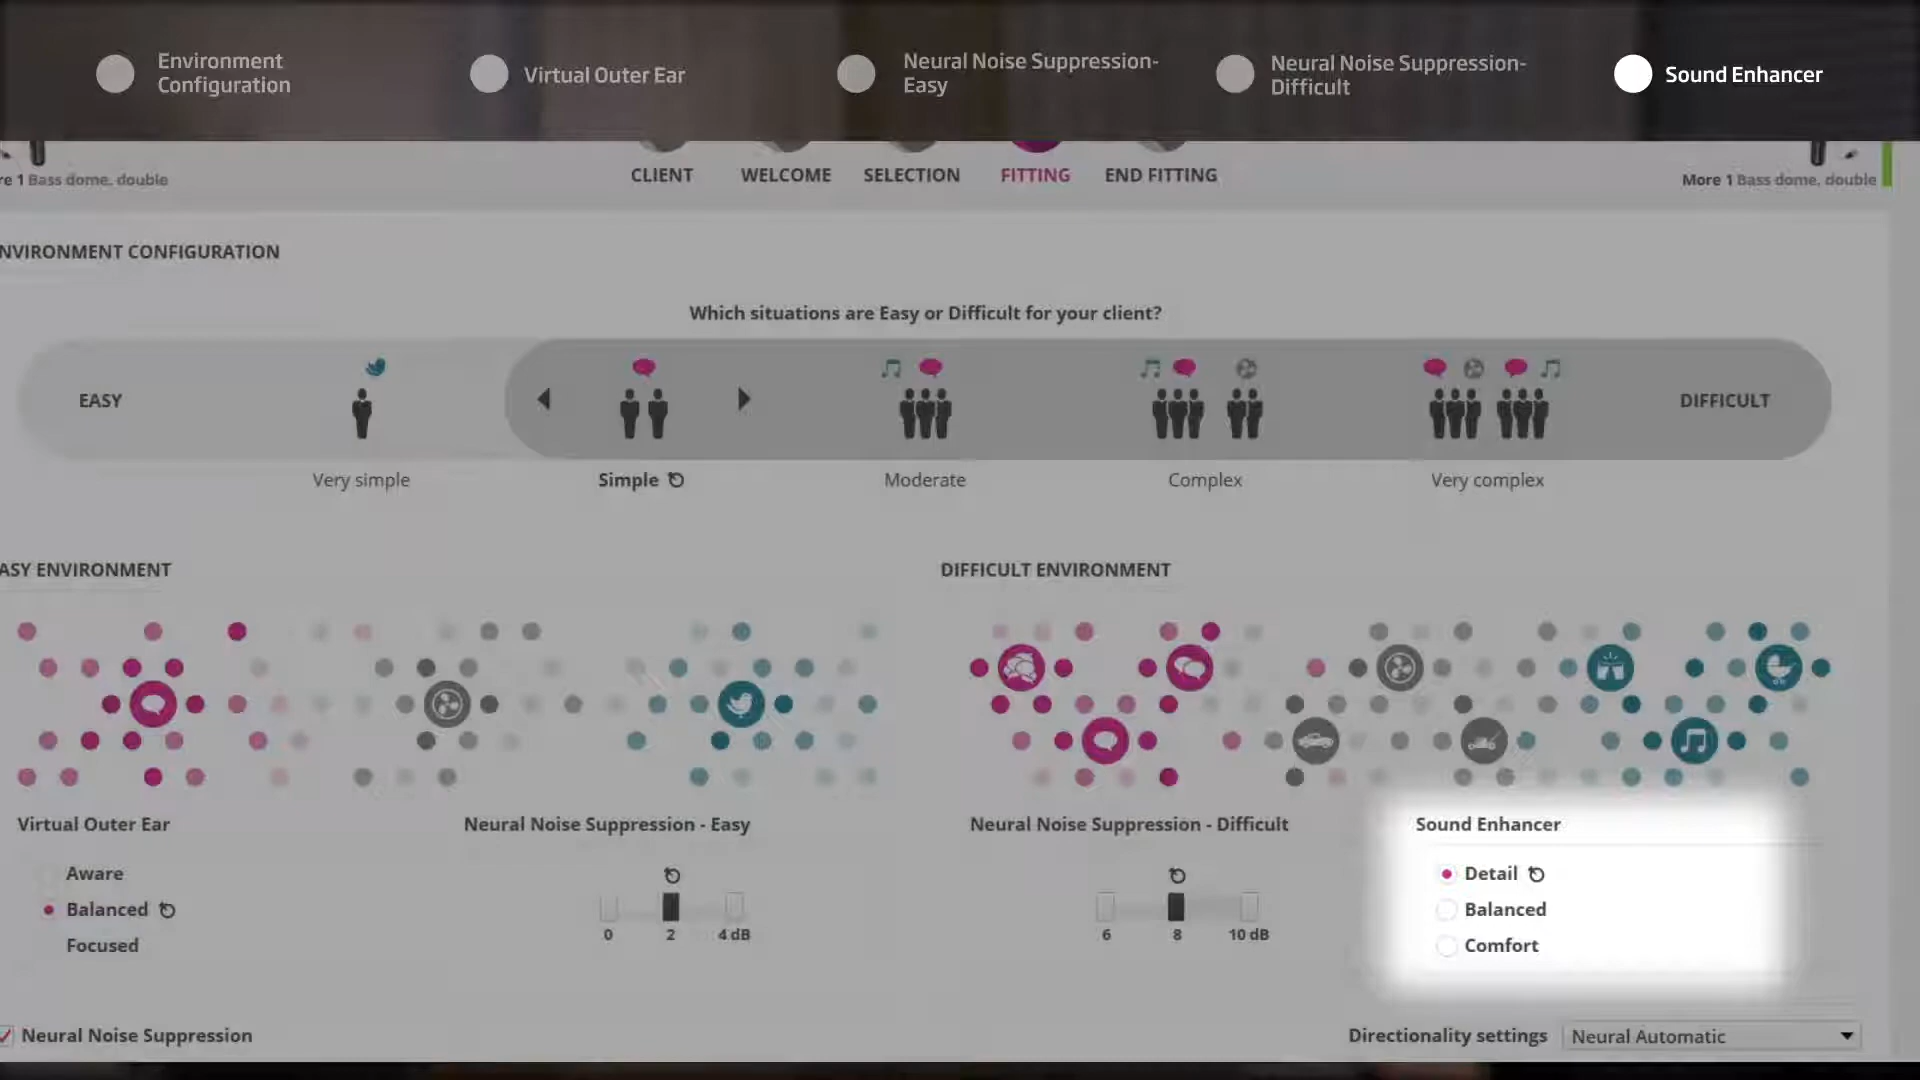 Environment
Configuration
Virtual Outer Ear
Neural Noise Suppression-
Easy
Neural Noise Suppression-
Difficult
Sound Enhancer
re 1 Bass dome, double
CLIENT
WELCOME
SELECTION
FITTING
END FITTING
More 1 Bass dome, double
NVIRONMENT CONFIGURATION
Which situations are Easy or Difficult for your client?
EASY
DIFFICULT
Very simple
Simple
Moderate
Complex
Very complex
ASY ENVIRONMENT
DIFFICULT ENVIRONMENT
Virtual Outer Ear
Aware
Balanced
Focused
Neural Noise Suppression - Easy
0 2 4 dB
Neural Noise Suppression - Difficult
6 8 10 dB
Sound Enhancer
Detail
Balanced
Comfort
Neural Noise Suppression
Directionality settings
Neural Automatic